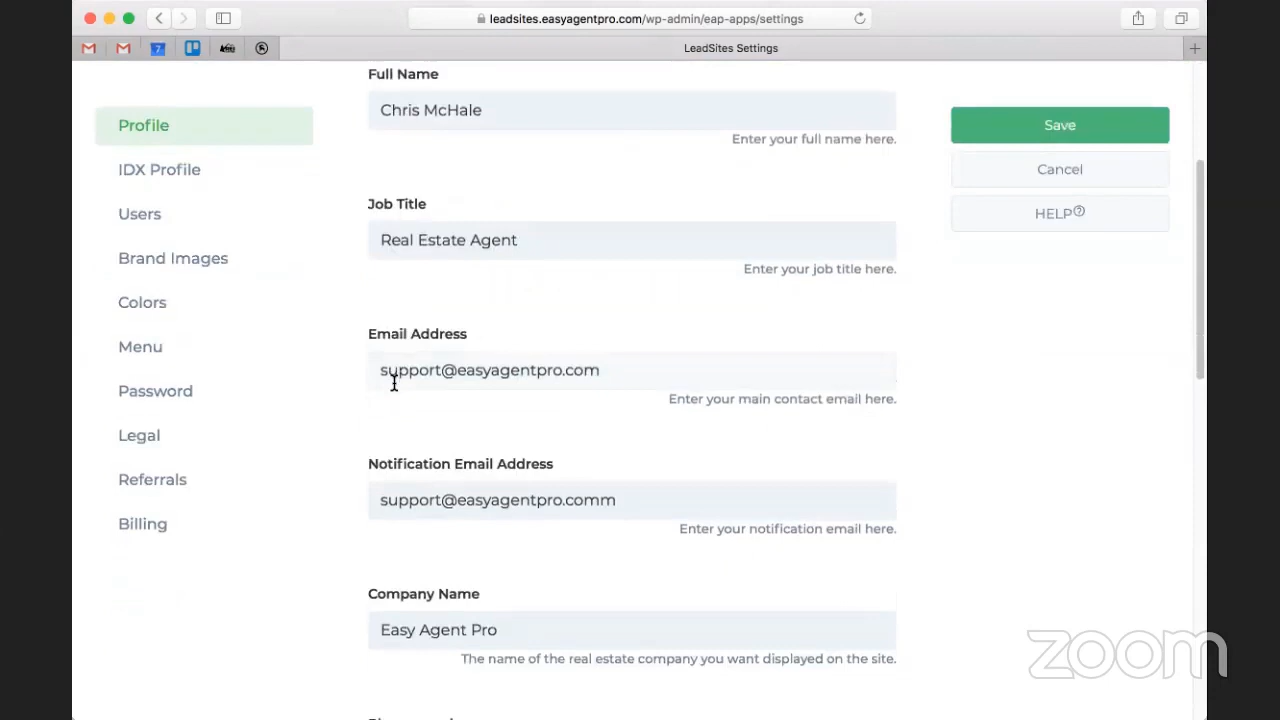 leadsites.easyagentpro.com/wp-admin/eap-apps/settings
7
LeadSites Settings
Profile
IDX Profile
Users
Brand Images
Colors
Menu
Password
Legal
Referrals
Billing
Full Name
Chris McHale
Enter your full name here.
Job Title
Real Estate Agent
Enter your job title here.
Email Address
support@easyagentpro.com
Enter your main contact email here.
Notification Email Address
support@easyagentpro.comm
Enter your notification email here.
Company Name
Easy Agent Pro
The name of the real estate company you want displayed on the site.
Save
Cancel
HELP?
zoom